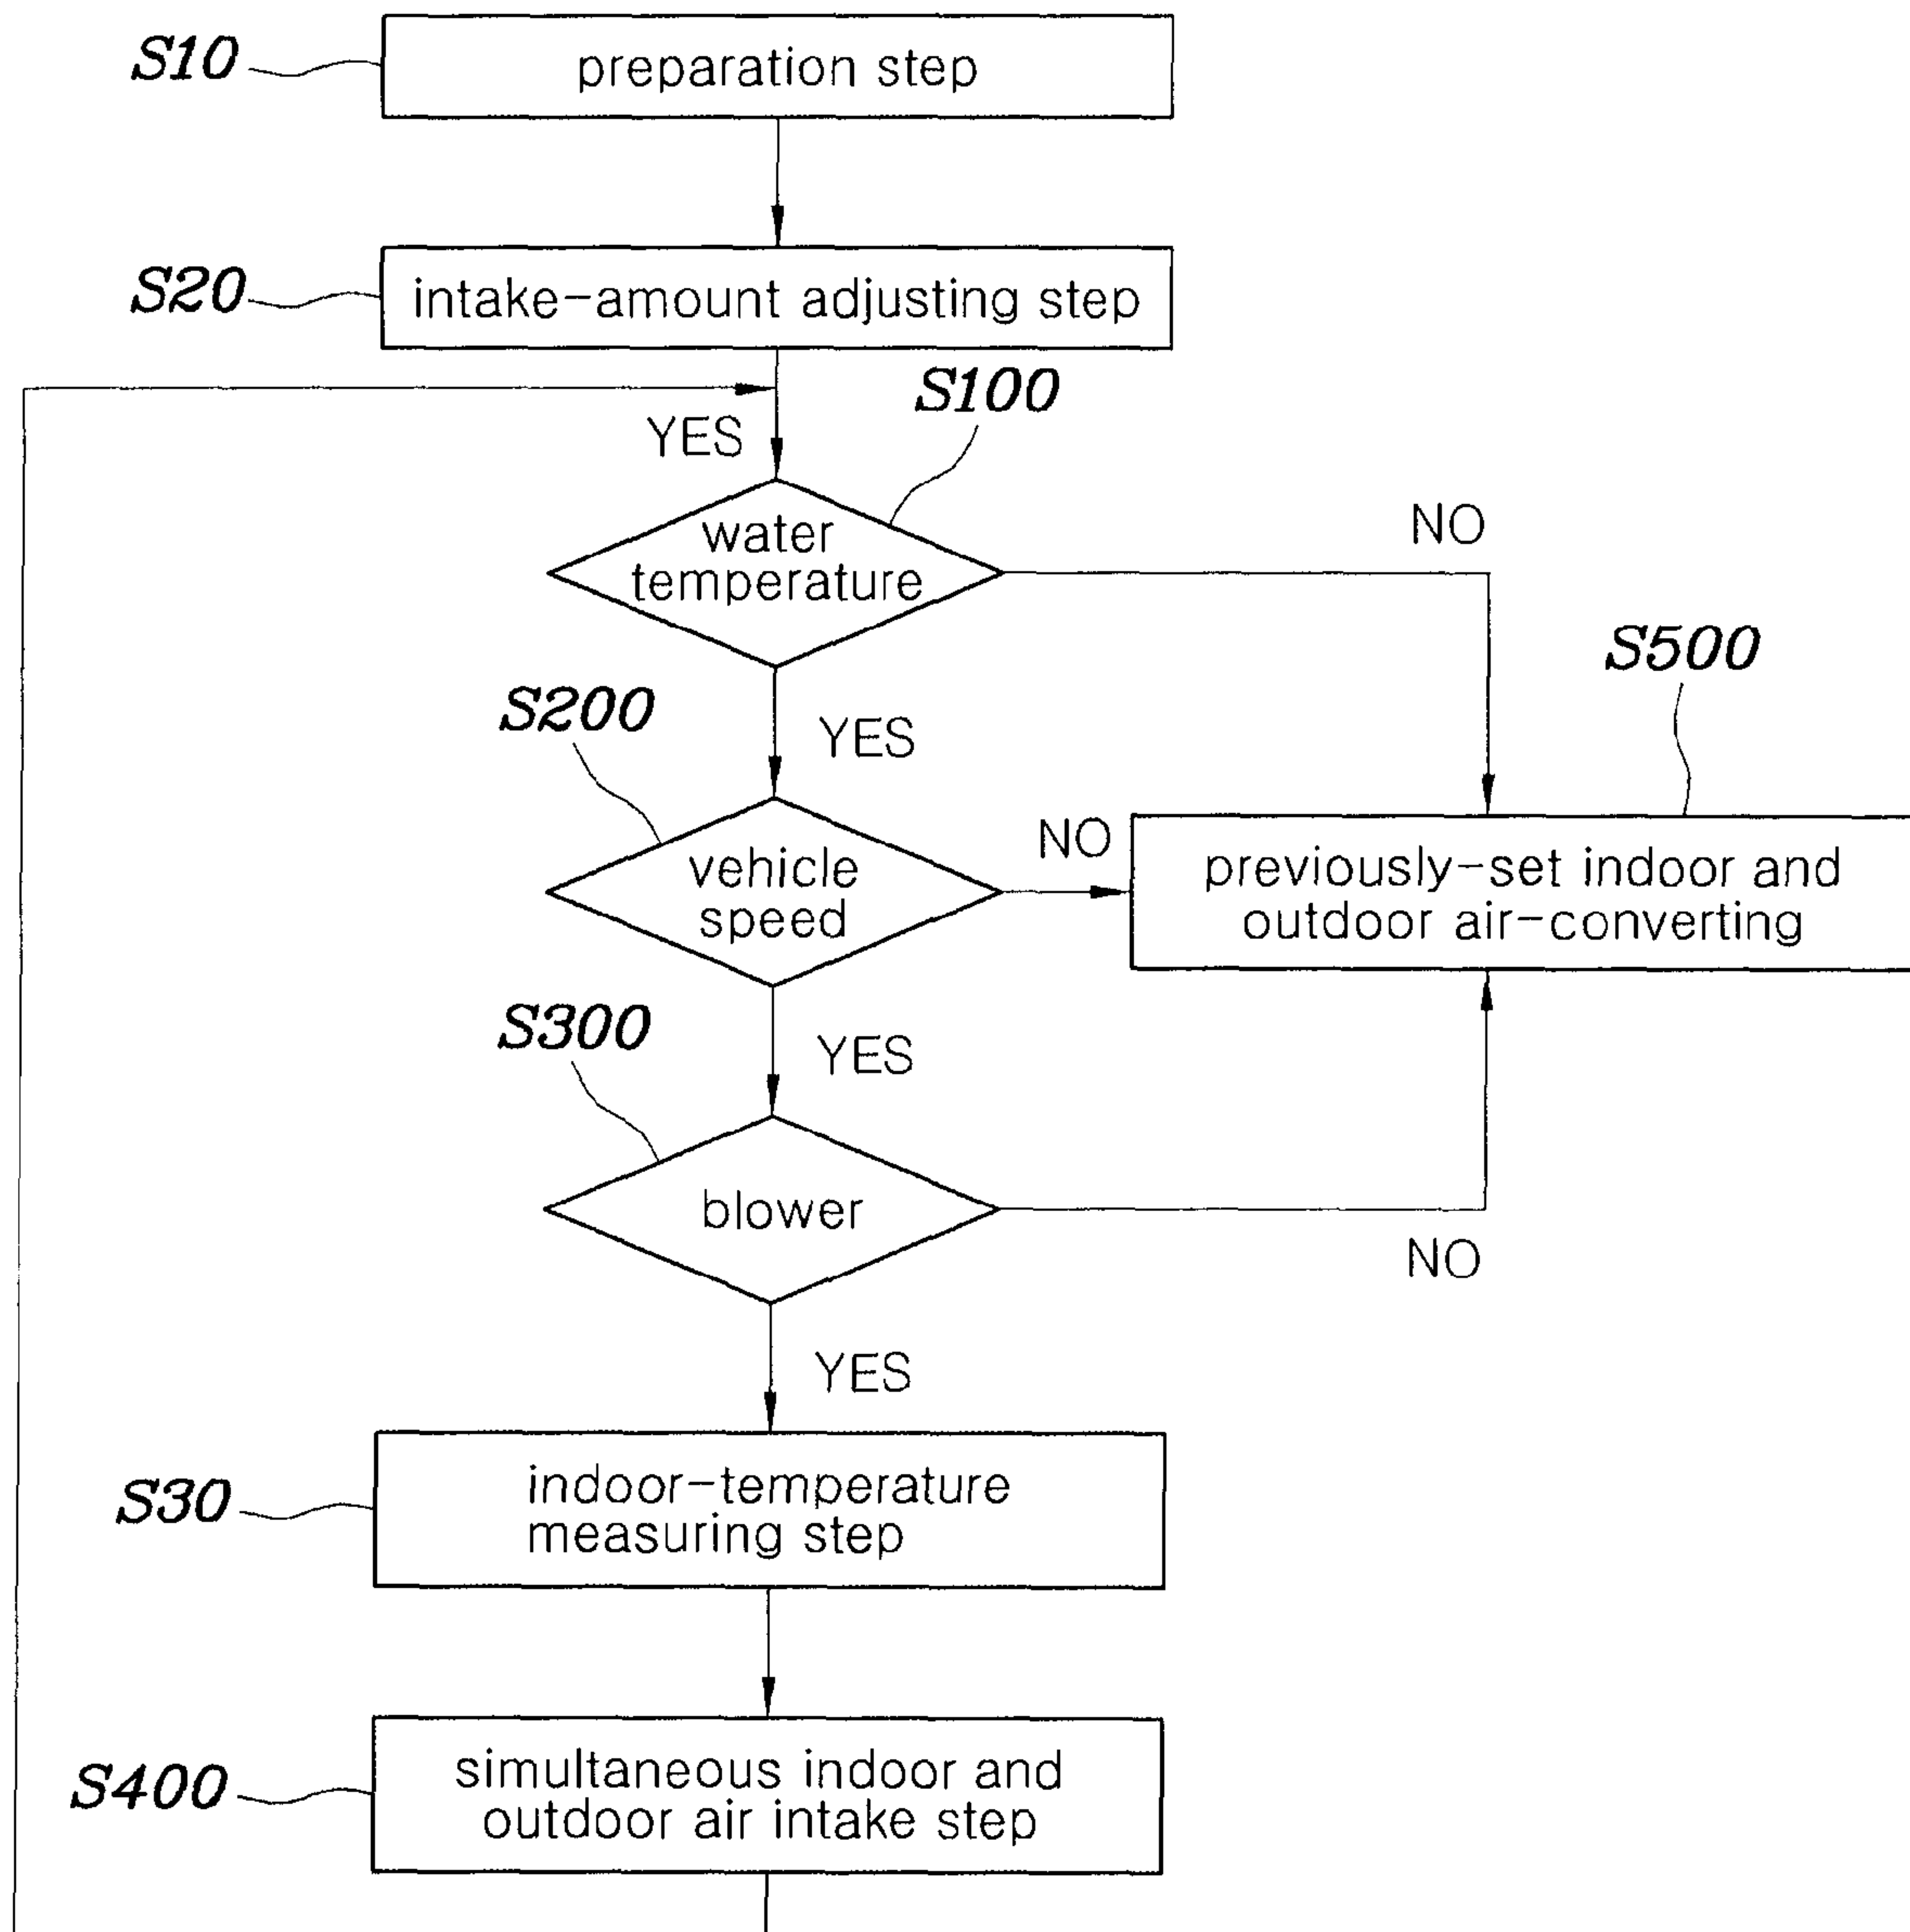 S10
preparation step
S20
intake-amount adjusting step
S100
YES
water
temperature
NO
S500
S200
YES
vehicle
speed
NO
previously-set indoor and
outdoor air-converting
S300
YES
blower
NO
YES
S30
indoor-temperature
measuring step
S400
simultaneous indoor and
outdoor air intake step